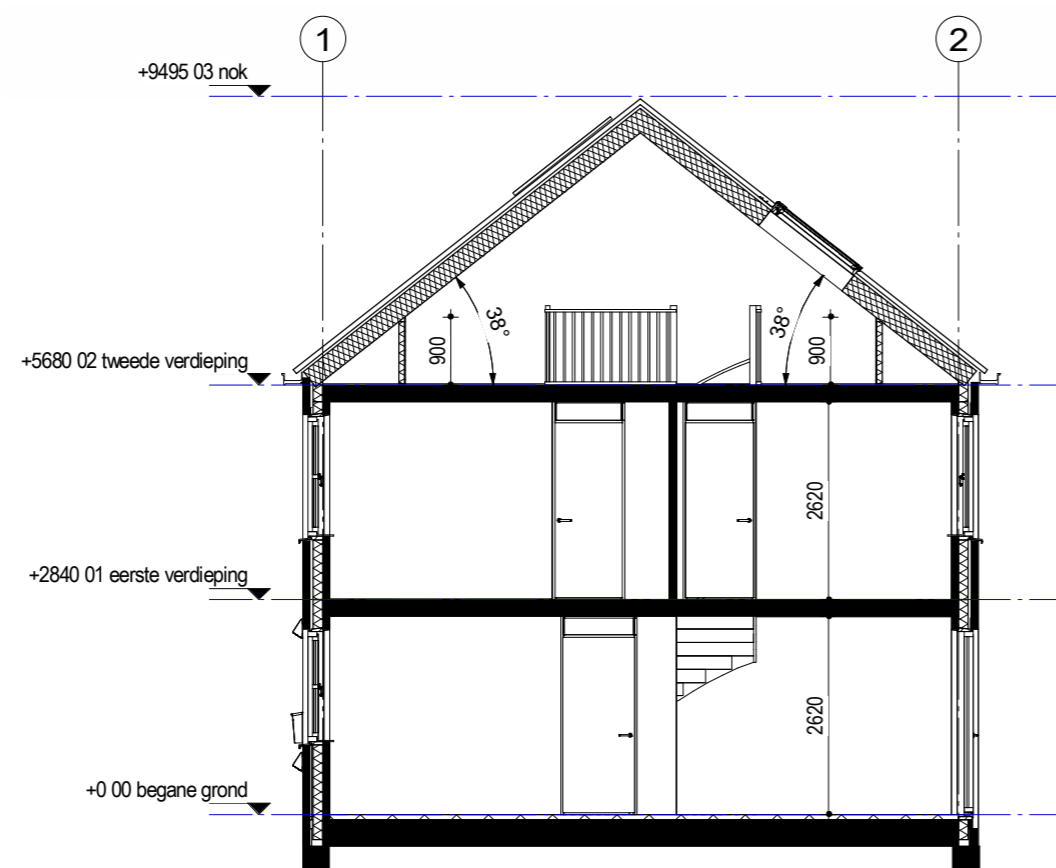 1
2
+9495 03 nok
38°
38°
900
900
+5680 02 tweede verdieping
2620
+2840 01 eerste verdieping
2620
+0 00 begane grond